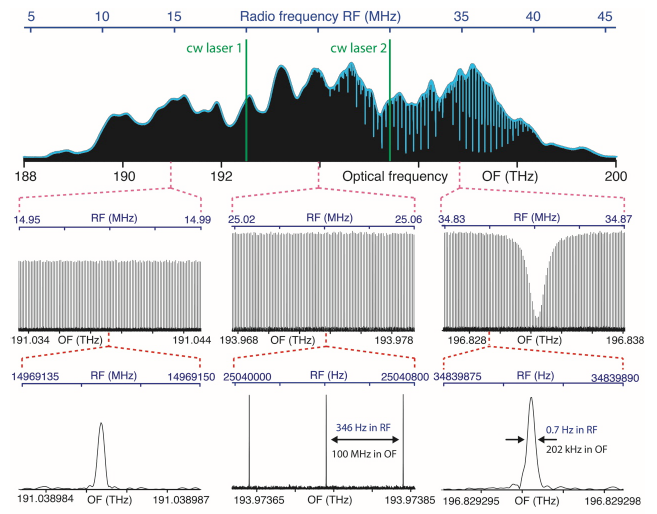 5 10 15 Radio frequency RF (MHz) 35 40 45
cw laser 1 cw laser 2
188 190 192 Optical frequency OF (THz) 200
14.95 RF (MHz) 14.99 25.02 RF (MHz) 25.06 34.83 RF (MHz) 34.87
191.034 OF (THz) 191.044 193.968 OF (THz) 193.978 196.828 OF (THz) 196.838
14969135 RF (MHz) 14969150 25040000 RF (Hz) 25040800 34839875 RF (Hz) 34839890
346 Hz in RF
100 MHz in OF
0.7 Hz in RF
202 kHz in OF
191.038984 OF (THz) 191.038987 193.97365 OF (THz) 193.97385 196.829295 OF (THz) 196.829298